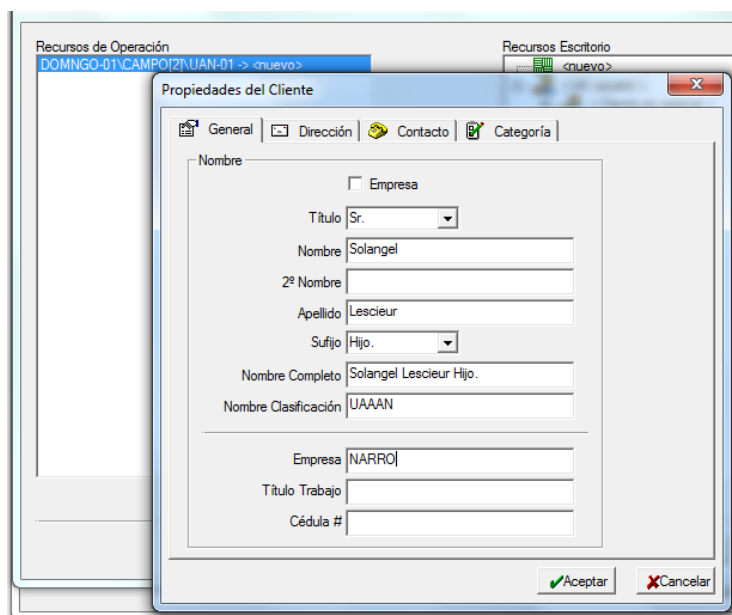 Recursos de Operación
Recursos Escritorio
DOMNGO-01\CAMPO[2]\UAN-01 -> <nuevo>
<nuevo>
Propiedades del Cliente
General
Dirección
Contacto
Categoría
Nombre
Empresa
Título Sr.
Nombre Solangel
2º Nombre
Apellido Lescieur
Sufijo Hijo.
Nombre Completo Solangel Lescieur Hijo.
Nombre Clasificación UAAAN
Empresa NARRO
Título Trabajo
Cédula #
Aceptar
Cancelar